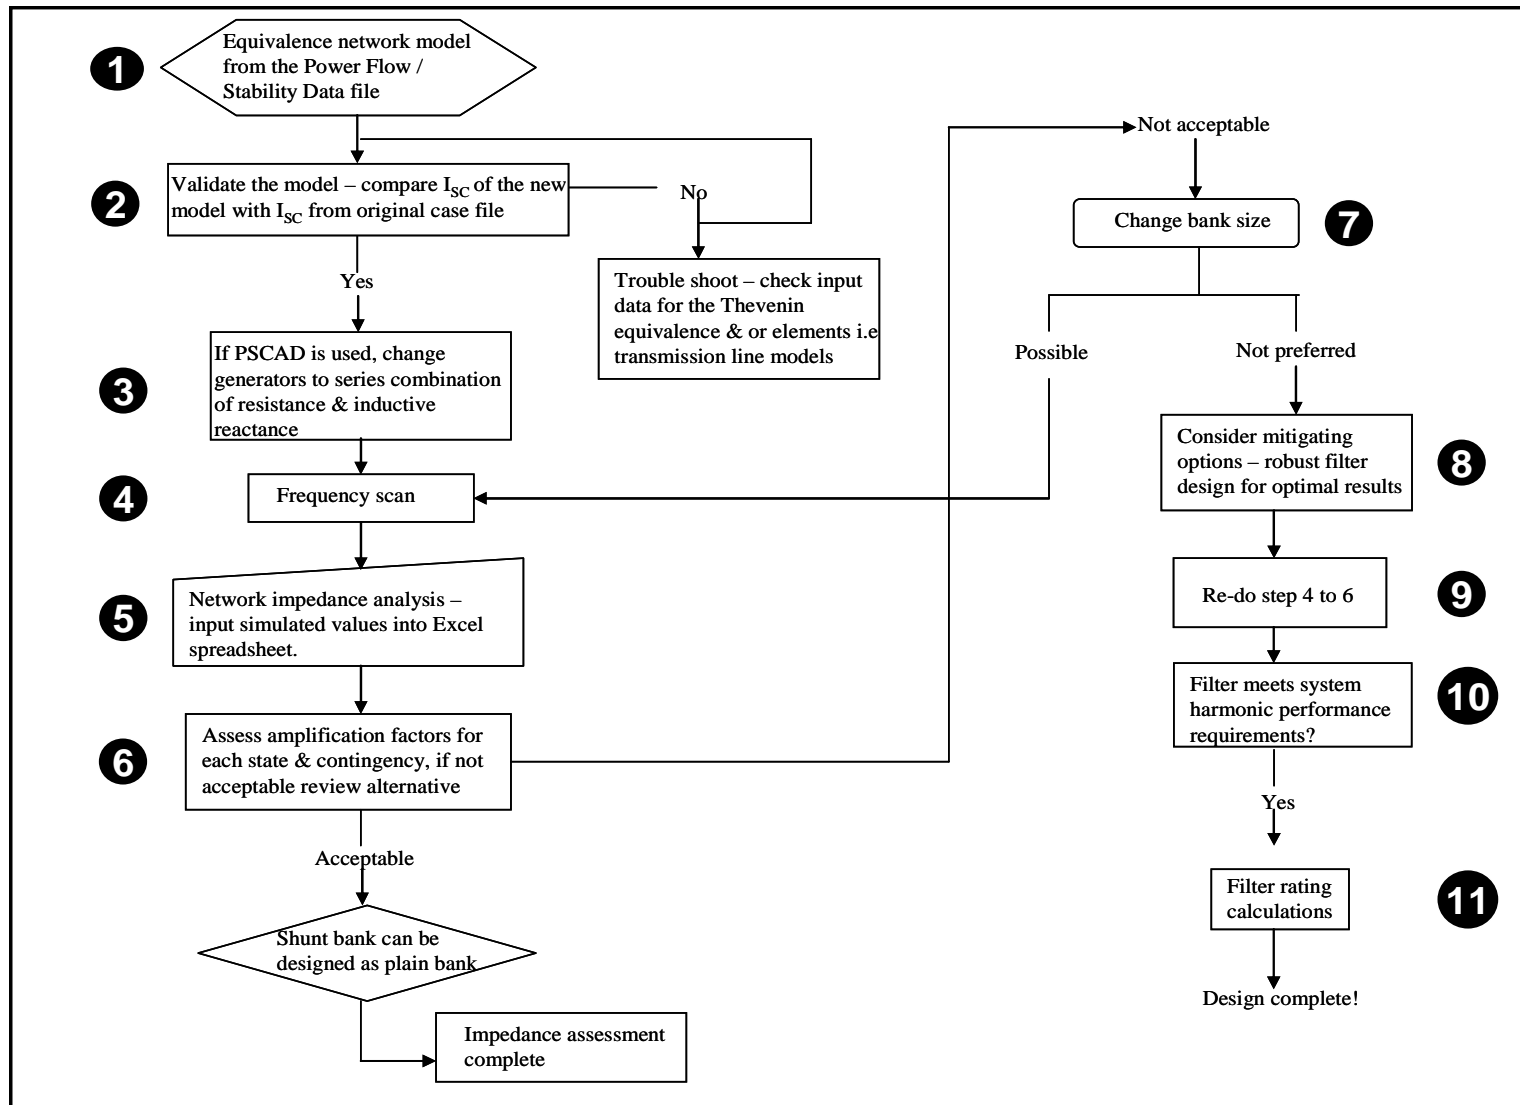 1
Equivalence network model
from the Power Flow /
Stability Data file
2
Validate the model – compare I_SC of the new
model with I_SC from original case file
No
Yes
Trouble shoot – check input
data for the Thevenin
equivalence & or elements i.e
transmission line models
3
If PSCAD is used, change
generators to series combination
of resistance & inductive
reactance
4
Frequency scan
5
Network impedance analysis –
input simulated values into Excel
spreadsheet.
6
Assess amplification factors for
each state & contingency, if not
acceptable review alternative
Acceptable
Shunt bank can be
designed as plain bank
Impedance assessment
complete
Not acceptable
Change bank size
7
Possible
Not preferred
Consider mitigating
options – robust filter
design for optimal results
8
Re-do step 4 to 6
9
Filter meets system
harmonic performance
requirements?
10
Yes
Filter rating
calculations
11
Design complete!